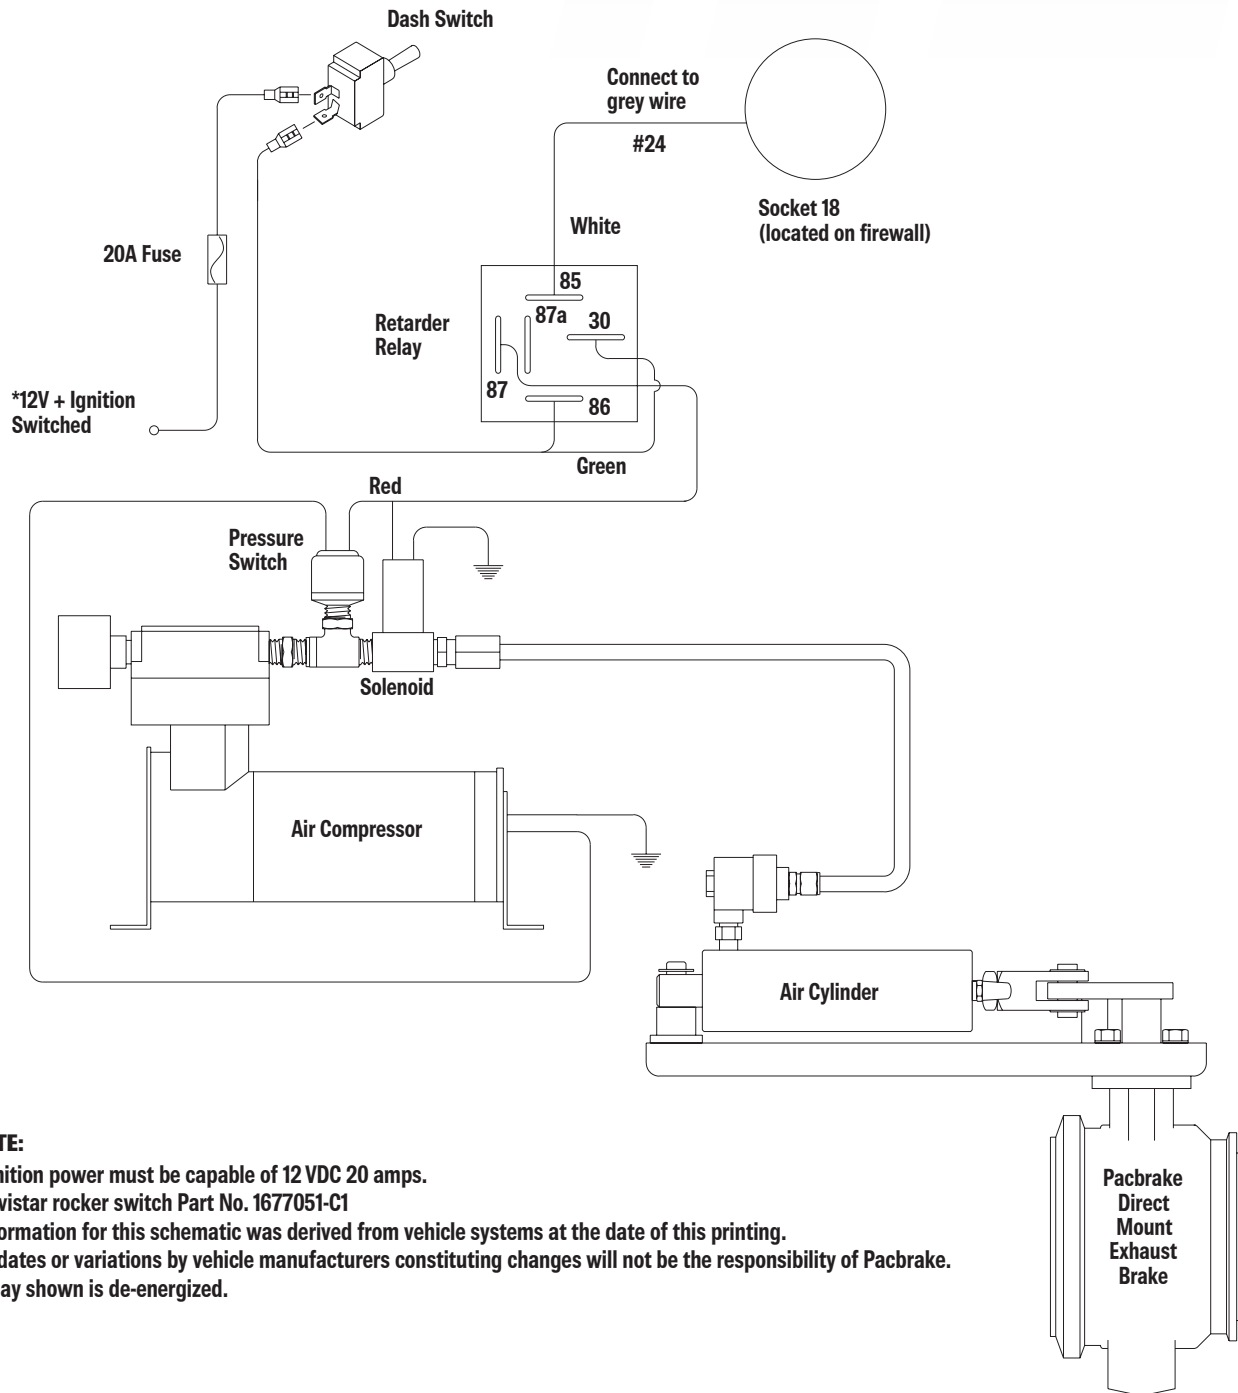 Dash Switch
Connect to
grey wire
#24
Socket 18
(located on firewall)
White
20A Fuse
85
87a
30
Retarder
Relay
87
86
*12V + Ignition
Switched
Green
Red
Pressure
Switch
Solenoid
Air Compressor
Air Cylinder
TE:
nition power must be capable of 12 VDC 20 amps.
vistar rocker switch Part No. 1677051-C1
ormation for this schematic was derived from vehicle systems at the date of this printing.
dates or variations by vehicle manufacturers constituting changes will not be the responsibility of Pacbrake.
ay shown is de-energized.
Pacbrake
Direct
Mount
Exhaust
Brake